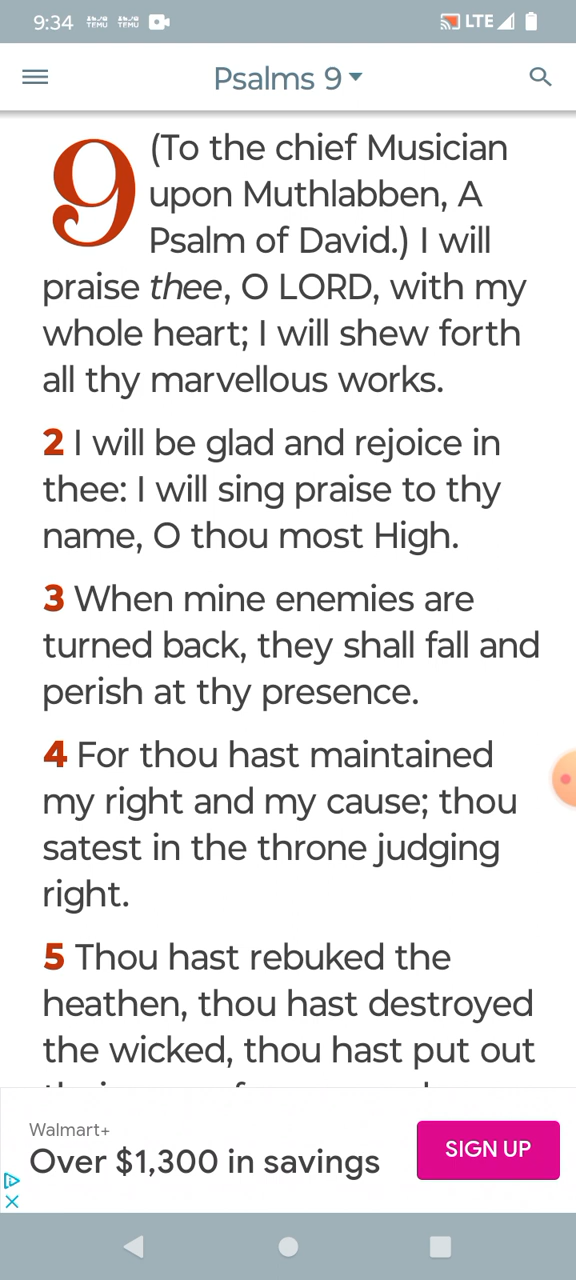 9:34 TEMU TEMU LTE
Psalms 9
9 (To the chief Musician
upon Muthlabben, A
Psalm of David.) I will
praise thee, O LORD, with my
whole heart; I will shew forth
all thy marvellous works.
2 I will be glad and rejoice in
thee: I will sing praise to thy
name, O thou most High.
3 When mine enemies are
turned back, they shall fall and
perish at thy presence.
4 For thou hast maintained
my right and my cause; thou
satest in the throne judging
right.
5 Thou hast rebuked the
heathen, thou hast destroyed
the wicked, thou hast put out
Walmart+
Over $1,300 in savings
SIGN UP